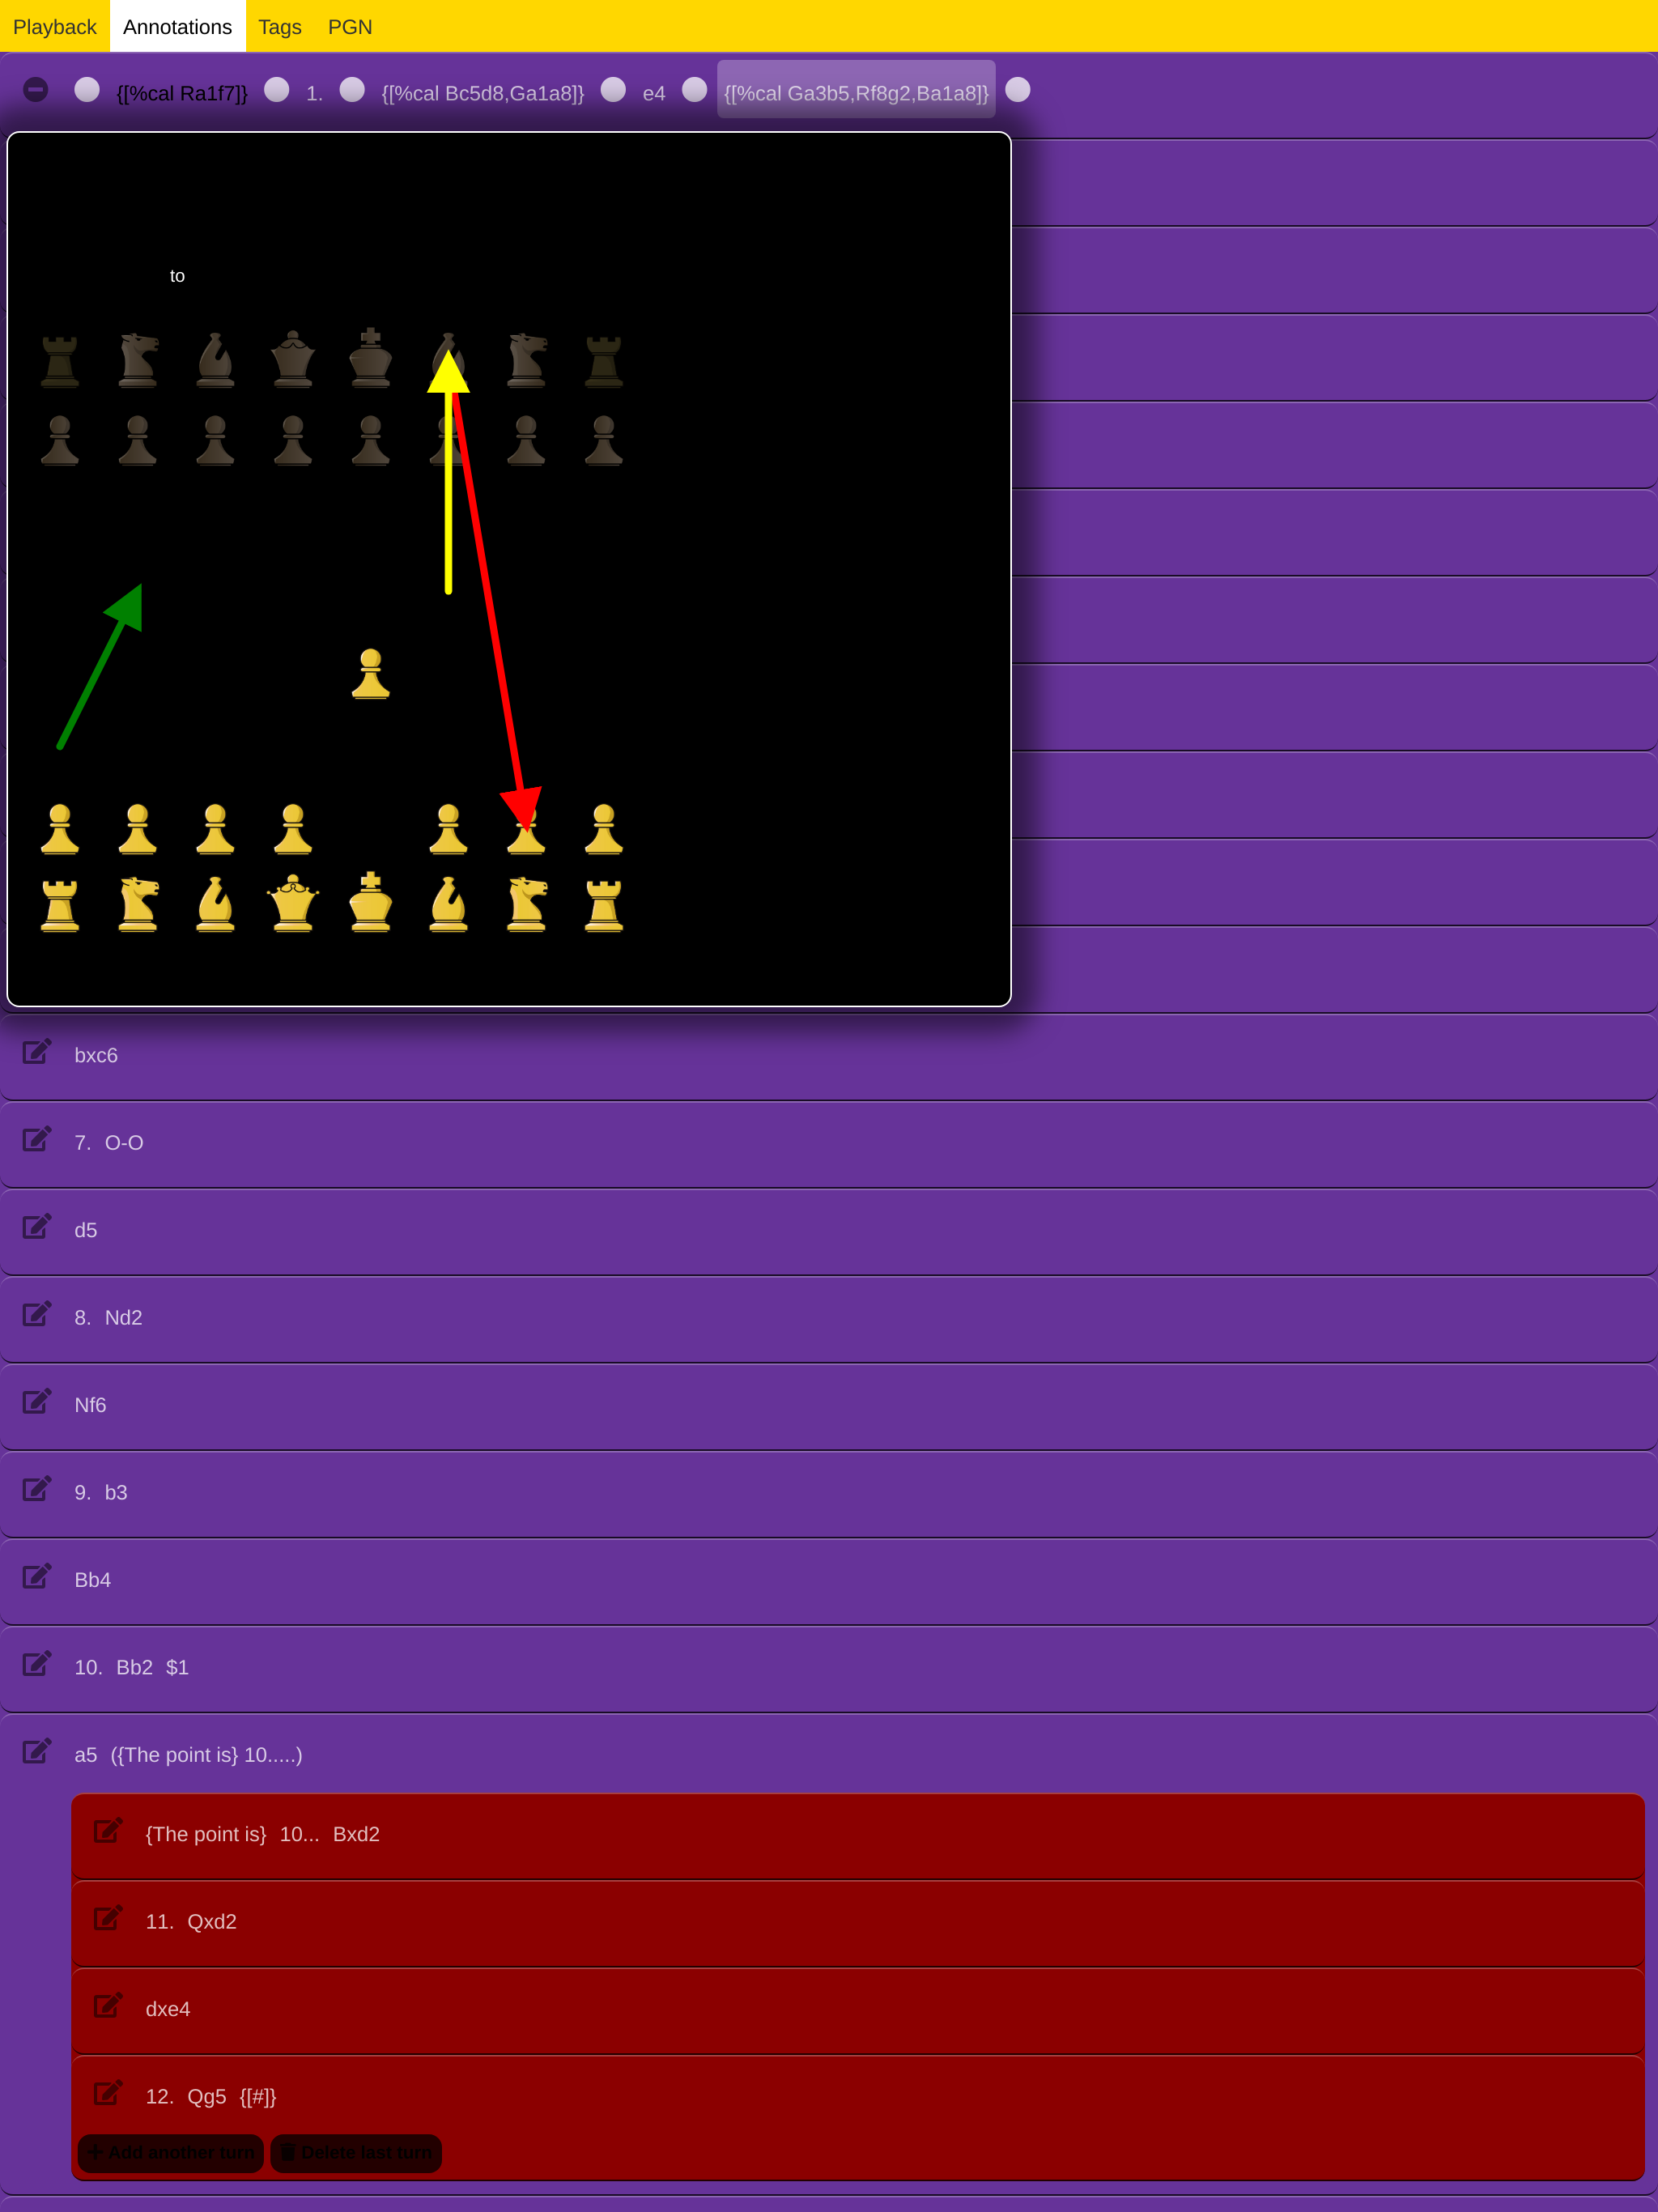 Playback Annotations Tags PGN
{[%cal Ra1f7]} 1. {[%cal Bc5d8,Ga1a8]} e4 {[%cal Ga3b5,Rf8g2,Ba1a8]}
to
bxc6
7. O-O
d5
8. Nd2
Nf6
9. b3
Bb4
10. Bb2 $1
a5 ({The point is} 10.....)
{The point is} 10... Bxd2
11. Qxd2
dxe4
12. Qg5 {[#]}
Add another turn Delete last turn